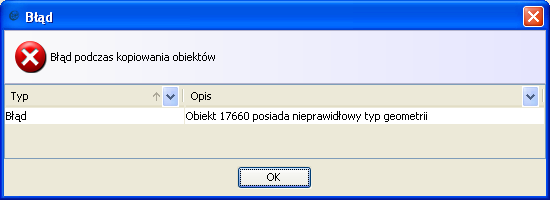 Błąd
Błąd podczas kopiowania obiektów
Typ Opis
Błąd Obiekt 17660 posiada nieprawidłowy typ geometrii
OK